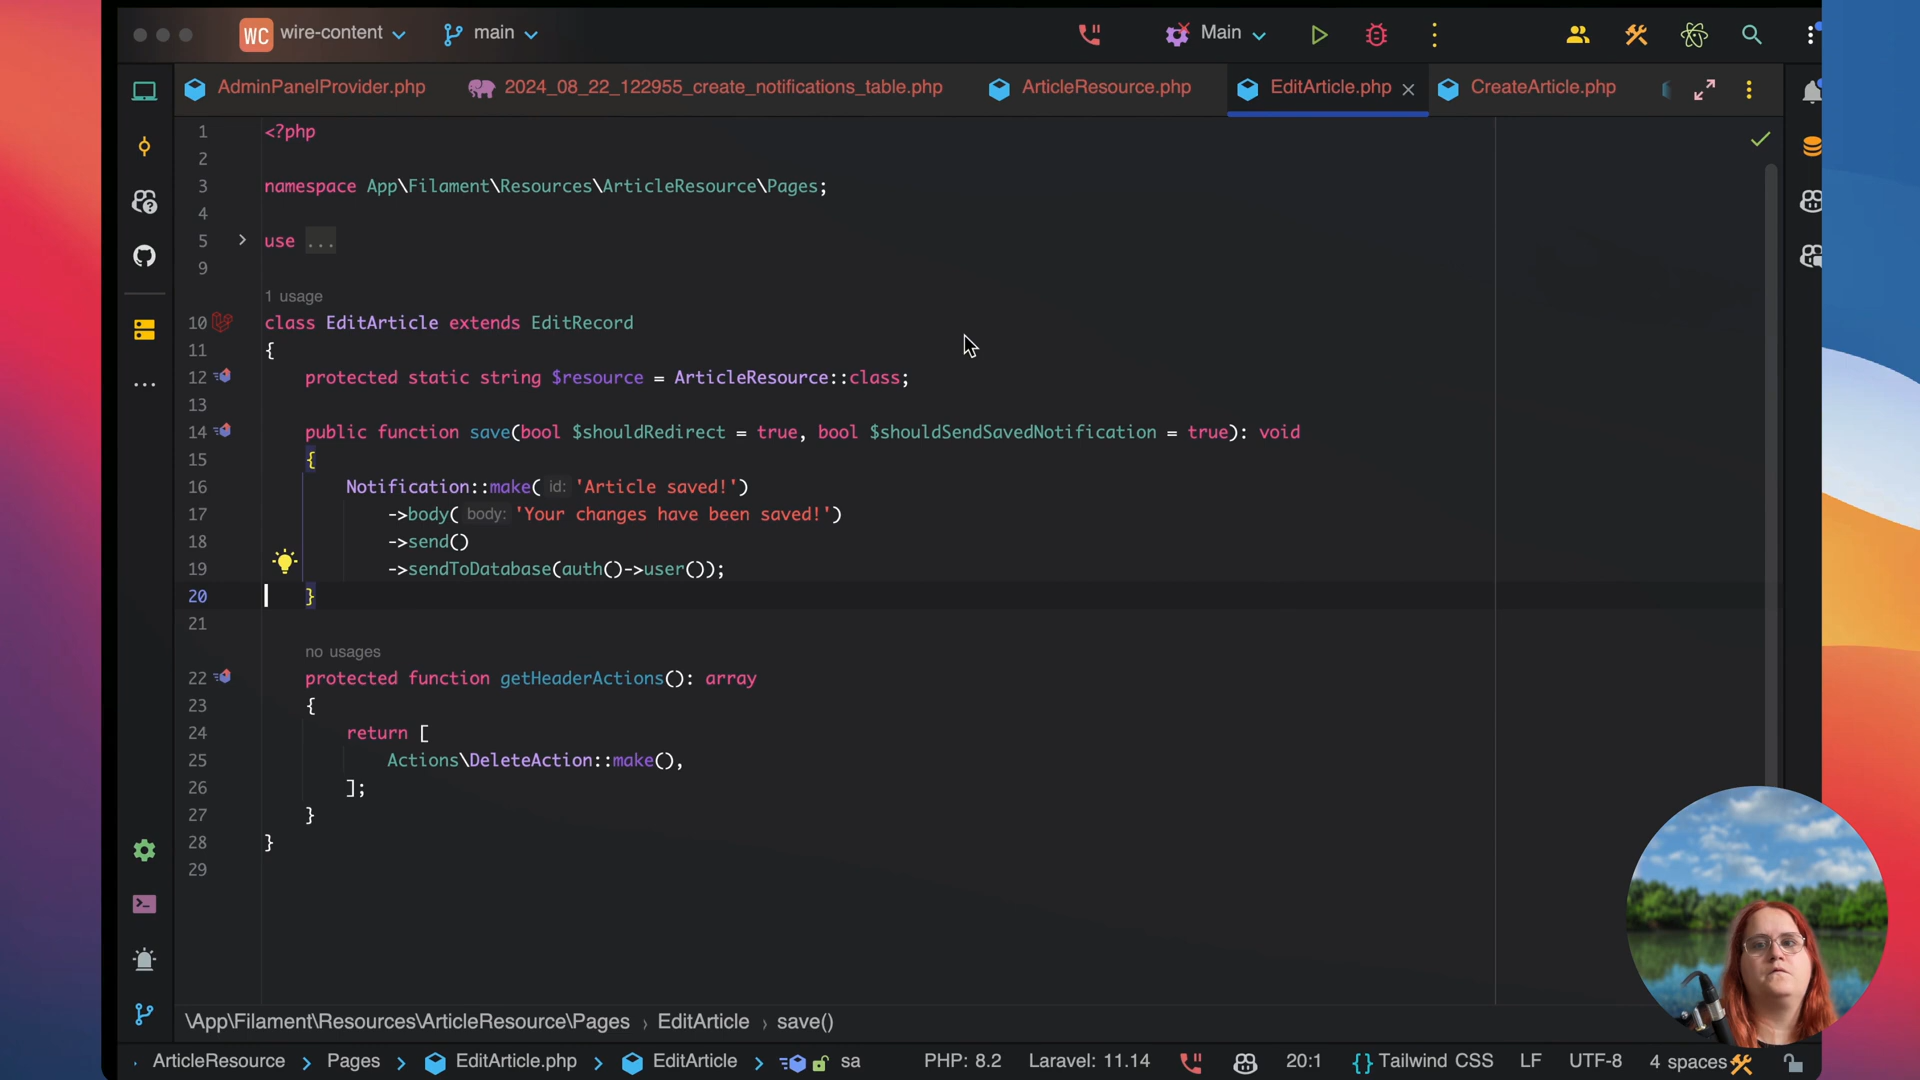 WC wire-content main Main
AdminPanelProvider.php 2024_08_22_122955_create_notifications_table.php ArticleResource.php EditArticle.php CreateArticle.php
1 <?php
2
3 namespace App\Filament\Resources\ArticleResource\Pages;
4
5 use ...
9
1 usage
10 class EditArticle extends EditRecord
11 {
12 protected static string $resource = ArticleResource::class;
13
14 public function save(bool $shouldRedirect = true, bool $shouldSendSavedNotification = true): void
15 {
16 Notification::make( id: 'Article saved!')
17 ->body( body: 'Your changes have been saved!')
18 ->send()
19 ->sendToDatabase(auth()->user());
20 }
21
no usages
22 protected function getHeaderActions(): array
23 {
24 return [
25 Actions\DeleteAction::make(),
26 ];
27 }
28 }
29
\App\Filament\Resources\ArticleResource\Pages › EditArticle › save()
ArticleResource > Pages > EditArticle.php > EditArticle > sa PHP: 8.2 Laravel: 11.14 20:1 {} Tailwind CSS LF UTF-8 4 spaces